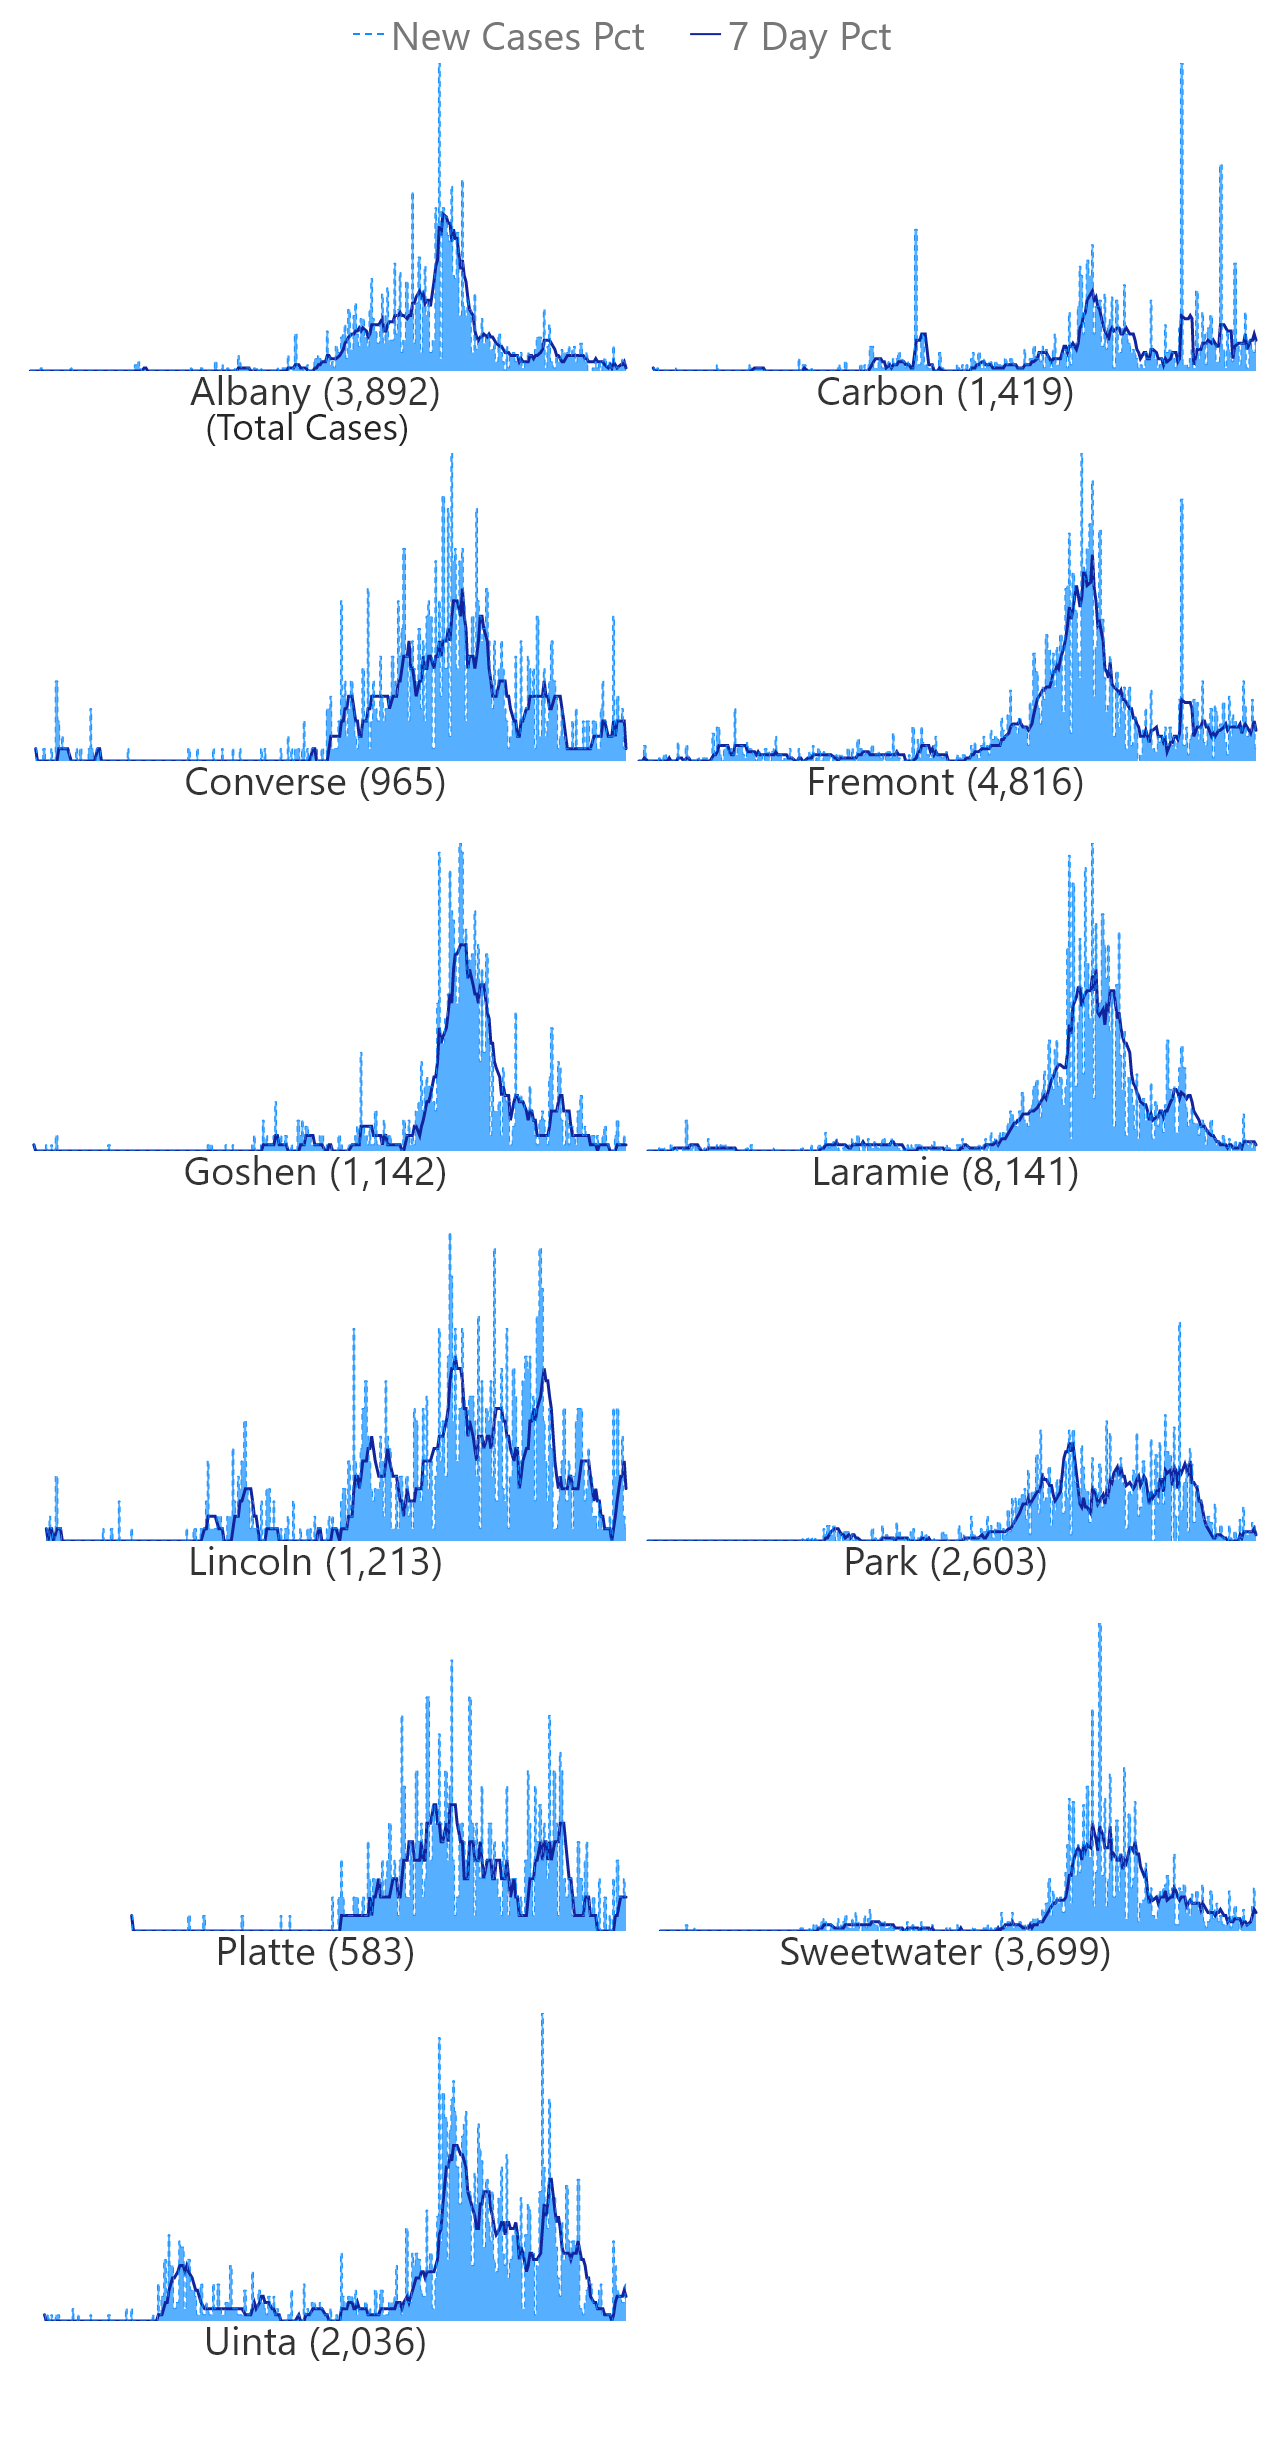 New Cases Pct 7 Day Pct
Albany (3,892) Carbon (1,419)
(Total Cases)
Converse (965) Fremont (4,816)
Goshen (1,142) Laramie (8,141)
Lincoln (1,213) Park (2,603)
Platte (583) Sweetwater (3,699)
Uinta (2,036)